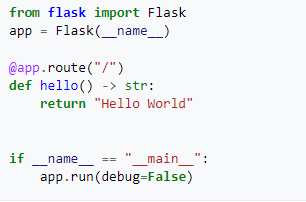 from flask import Flask
app = Flask(__name__)
@app.route("/")
def hello() -> str:
    return "Hello World"
if __name__ == "__main__":
    app.run(debug=False)